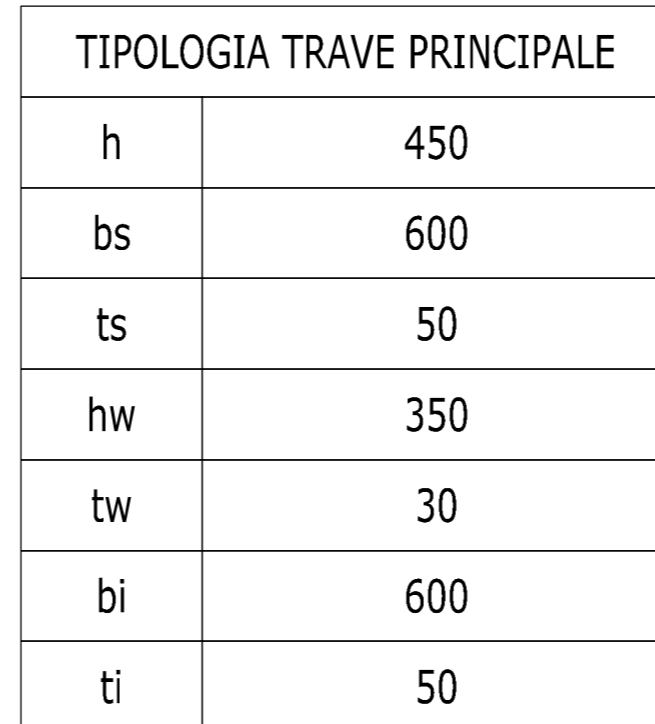 TIPOLOGIA TRAVE PRINCIPALE
h 450
bs 600
ts 50
hw 350
tw 30
bi 600
ti 50